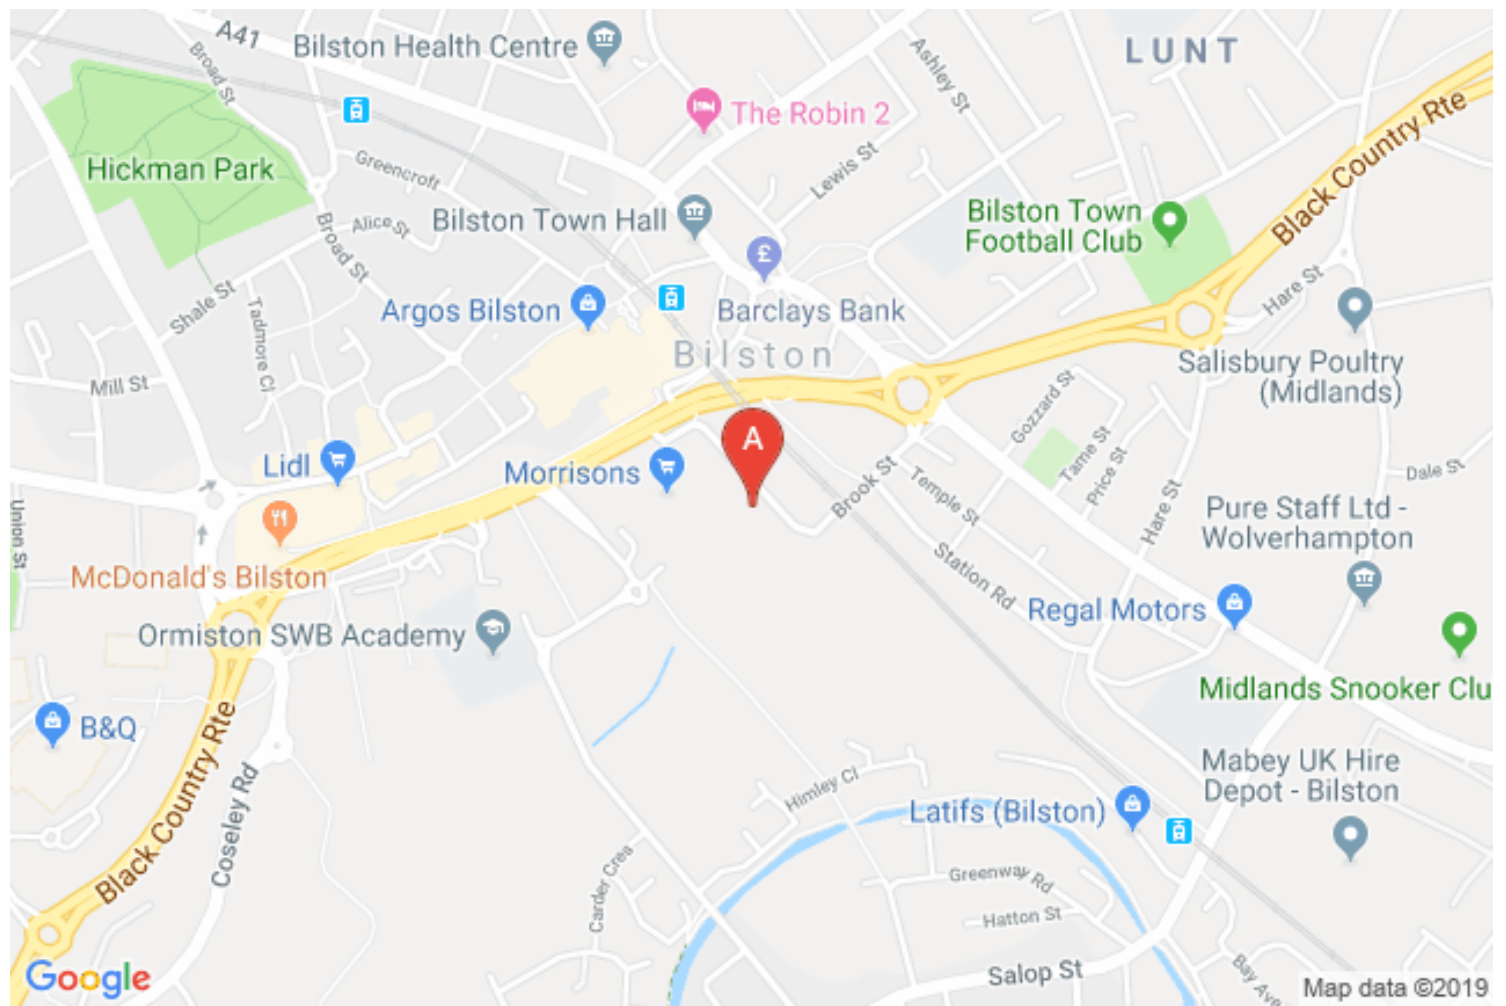 A41
Bilston Health Centre
Ashley St
LUNT
Broad St
The Robin 2
Black Country Rte
Hickman Park
Greencroft
Lewis St
Alice St
Broad St
Bilston Town Hall
Bilston Town
Football Club
£
Shale St
Tadmore Cl
Argos Bilston
Barclays Bank
Hare St
Bilston
Salisbury Poultry
(Midlands)
Mill St
Gozzard St
A
Tame St
Price St
Lidl
Morrisons
Brook St
Temple St
Dale St
Hare St
Union St
Pure Staff Ltd -
Wolverhampton
McDonald's Bilston
Station Rd
Regal Motors
Ormiston SWB Academy
Midlands Snooker Clu
B&Q
Black Country Rte
Coseley Rd
Himley Cl
Mabey UK Hire
Depot - Bilston
Latifs (Bilston)
Carder Crea
Greenway Rd
Hatton St
Salop St
Bay Ave
Google
Map data ©2019